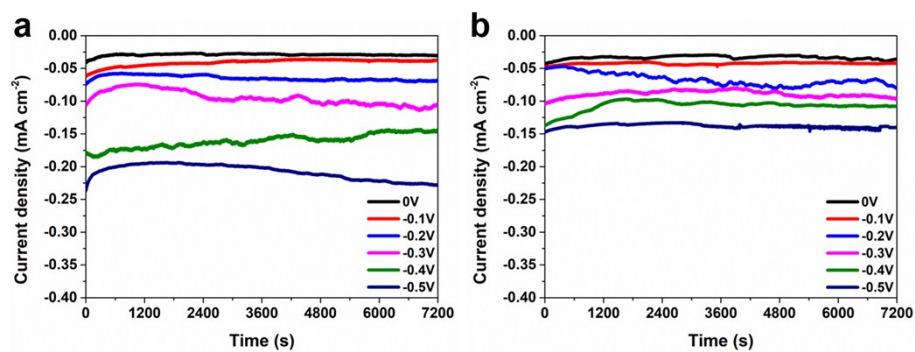 a
0.00
-0.05
-0.10
-0.15
-0.20
-0.25
-0.30
-0.35
-0.40
Current density (mA cm-2)
0V
-0.1V
-0.2V
-0.3V
-0.4V
-0.5V
0 1200 2400 3600 4800 6000 7200
Time (s)
b
0.00
-0.05
-0.10
-0.15
-0.20
-0.25
-0.30
-0.35
-0.40
Current density (mA cm-2)
0V
-0.1V
-0.2V
-0.3V
-0.4V
-0.5V
0 1200 2400 3600 4800 6000 7200
Time (s)